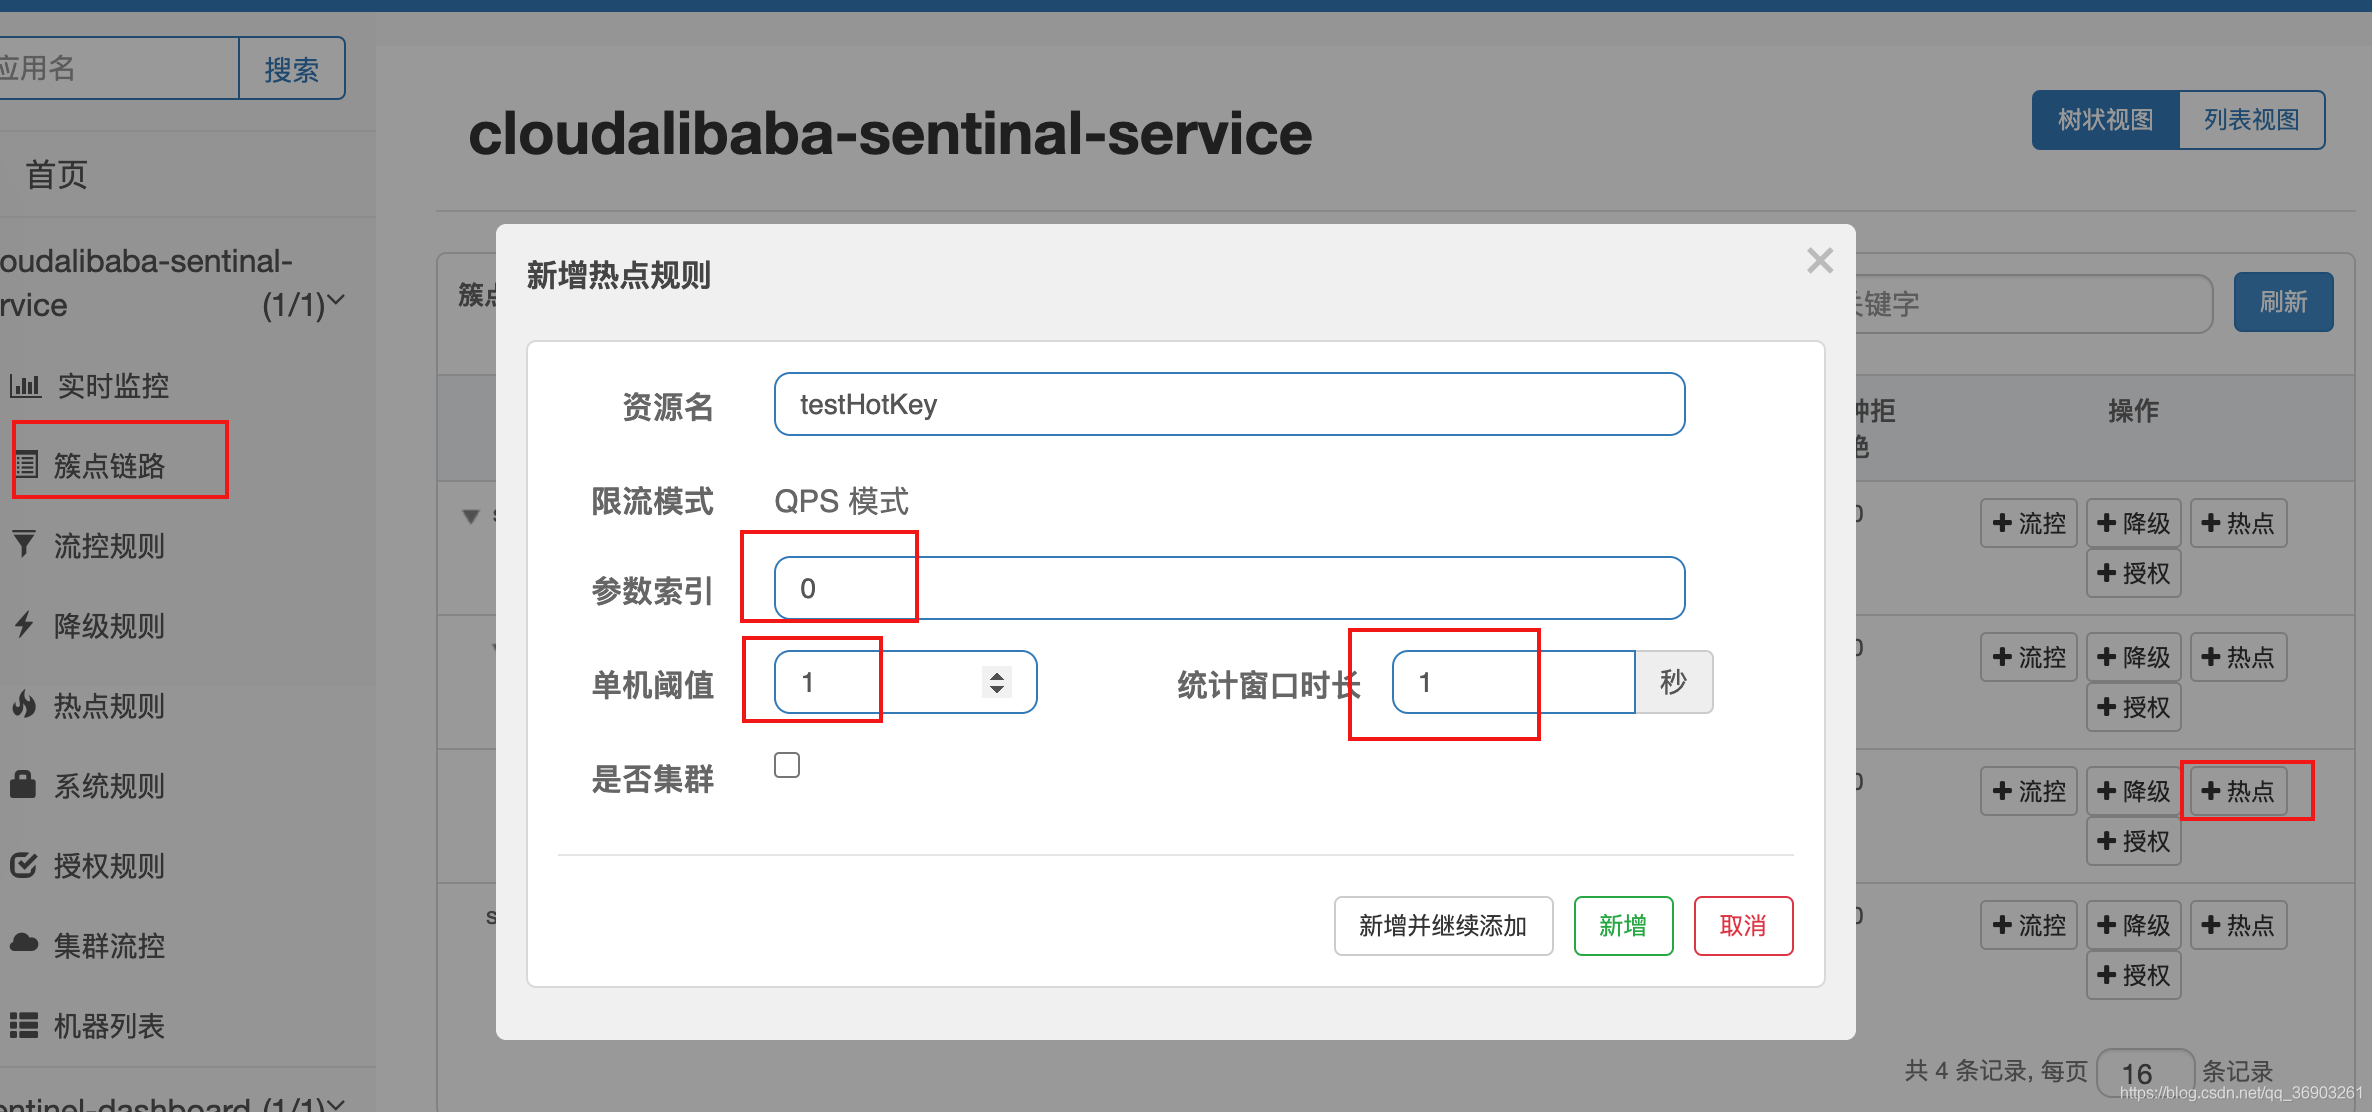 应用名
搜索
首页
oudalibaba-sentinal-
rvice (1/1)
实时监控
簇点链路
流控规则
降级规则
热点规则
系统规则
授权规则
集群流控
机器列表
entinel-dashboard (1/1)
cloudalibaba-sentinal-service
树状视图 列表视图
簇点
关键字
刷新
新增热点规则
资源名 testHotKey
限流模式 QPS 模式
参数索引 0
单机阈值 1 统计窗口时长 1 秒
是否集群
新增并继续添加 新增 取消
钟拒
绝
操作
0 流控 降级 热点
授权
0 流控 降级 热点
授权
0 流控 降级 热点
授权
s
0 流控 降级 热点
授权
共 4 条记录, 每页 16 条记录
https://blog.csdn.net/qq_36903261